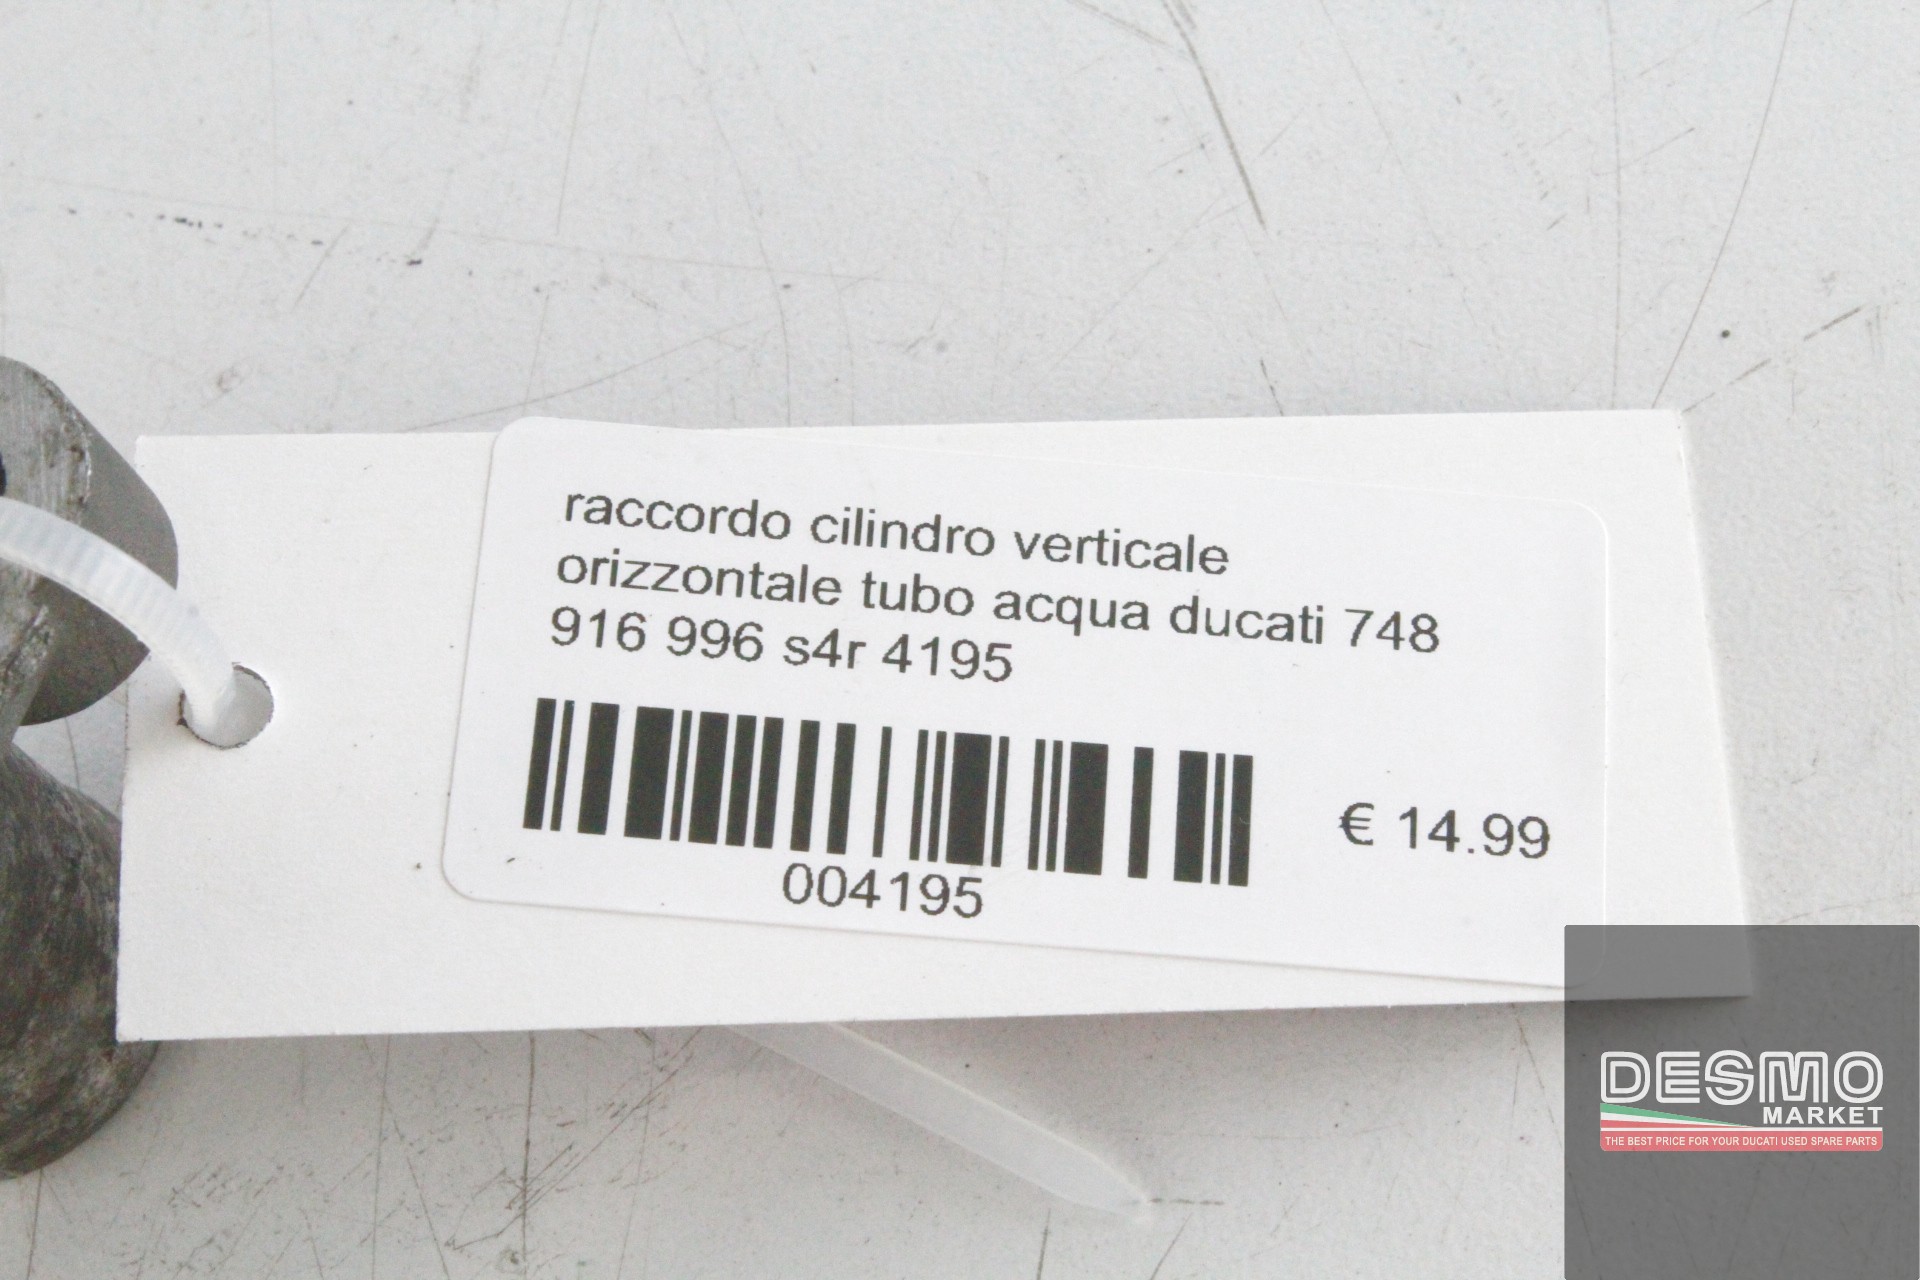 raccordo cilindro verticale
orizzontale tubo acqua ducati 748
916 996 s4r 4195
€ 14.99
004195
DESMO
MARKET
THE BEST PRICE FOR YOUR DUCATI USED SPARE PARTS